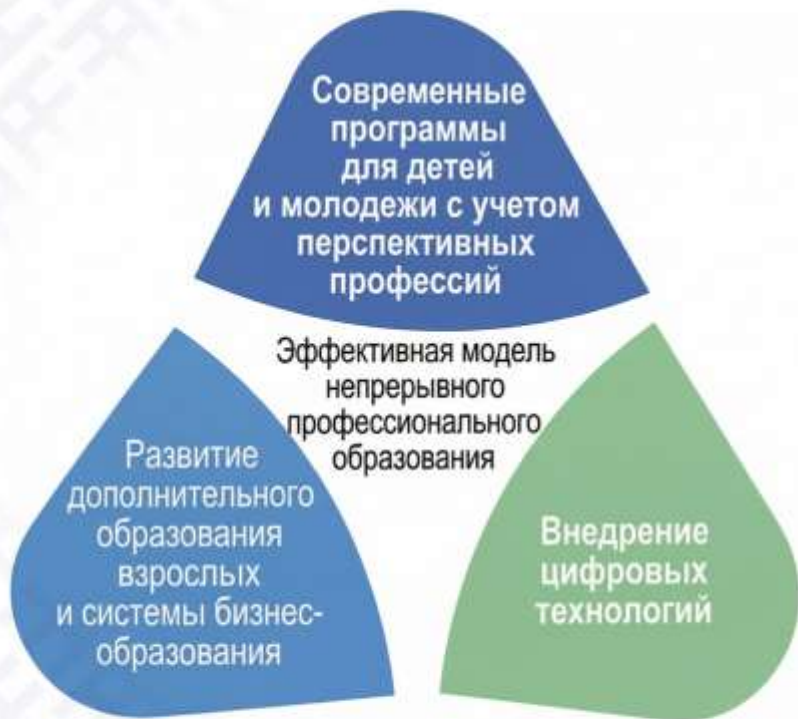 Современные
программы
для детей
и молодежи с учетом
перспективных
профессий
Эффективная модель
непрерывного
профессионального
образования
Развитие
дополнительного
образования
взрослых
и системы бизнес-
образования
Внедрение
цифровых
технологий